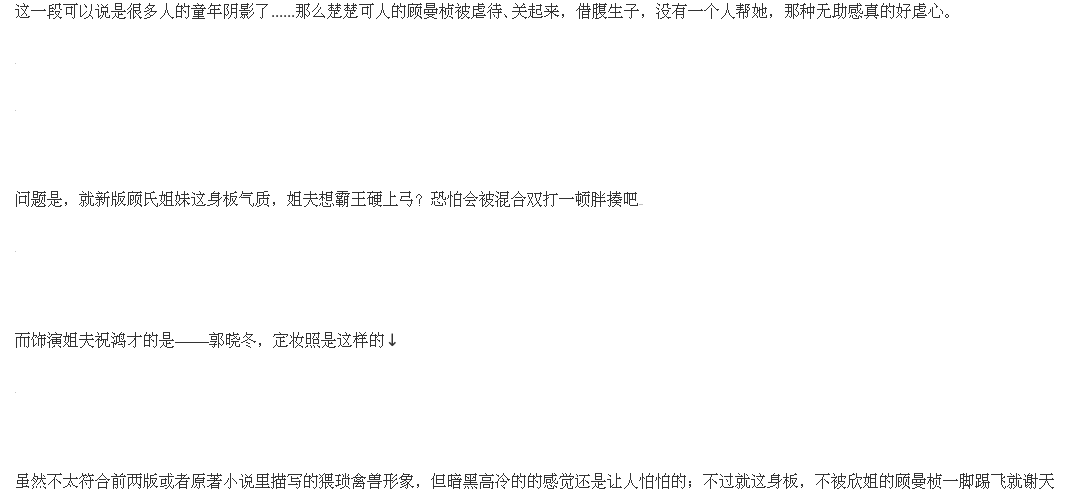 这一段可以说是很多人的童年阴影了......那么楚楚可人的顾曼桢被虐待、关起来，借腹生子，没有一个人帮她，那种无助感真的好虐心。
问题是，就新版顾氏姐妹这身板气质，姐夫想霸王硬上弓？恐怕会被混合双打一顿胖揍吧
而饰演姐夫祝鸿才的是——郭晓冬，定妆照是这样的↓
虽然不太符合前两版或者原著小说里描写的猥琐禽兽形象，但暗黑高冷的的感觉还是让人怕怕的；不过就这身板，不被欣姐的顾曼桢一脚踢飞就谢天